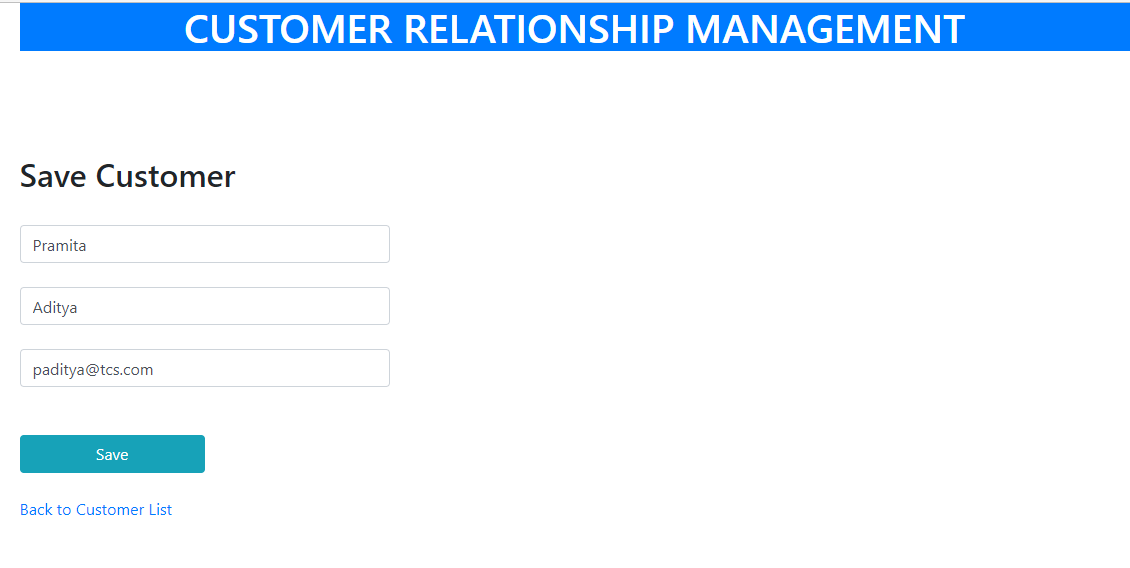 CUSTOMER RELATIONSHIP MANAGEMENT
Save Customer
Pramita
Aditya
paditya@tcs.com
Save
Back to Customer List